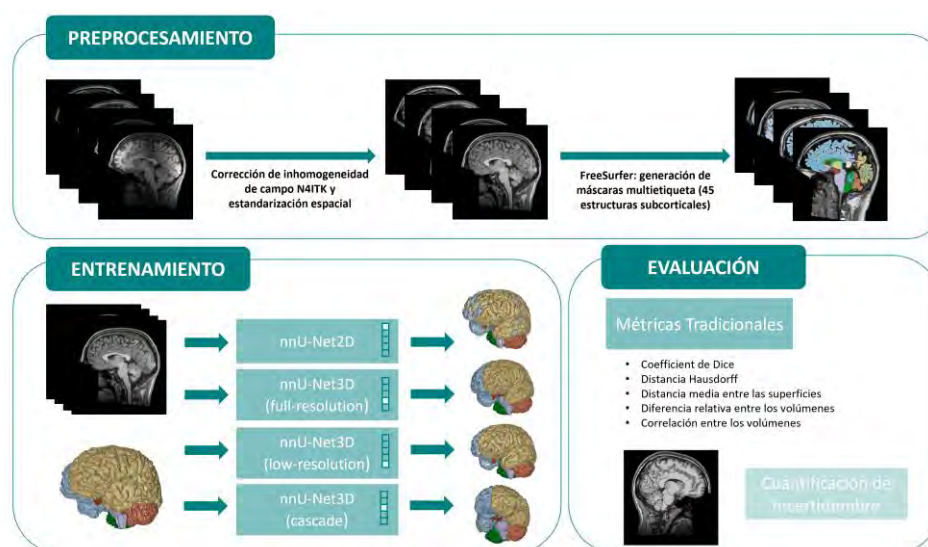 PREPROCESAMIENTO
Corrección de inhomogeneidad
de campo N4ITK y
estandarización espacial
FreeSurfer: generación de
máscaras multietiqueta (45
estructuras subcorticales)
ENTRENAMIENTO
nnU-Net2D
nnU-Net3D
(full-resolution)
nnU-Net3D
(low-resolution)
nnU-Net3D
(cascade)
EVALUACIÓN
Métricas Tradicionales
• Coefficient de Dice
• Distancia Hausdorff
• Distancia media entre las superficies
• Diferencia relativa entre los volúmenes
• Correlación entre los volúmenes
Cuantificación de
incertidumbre